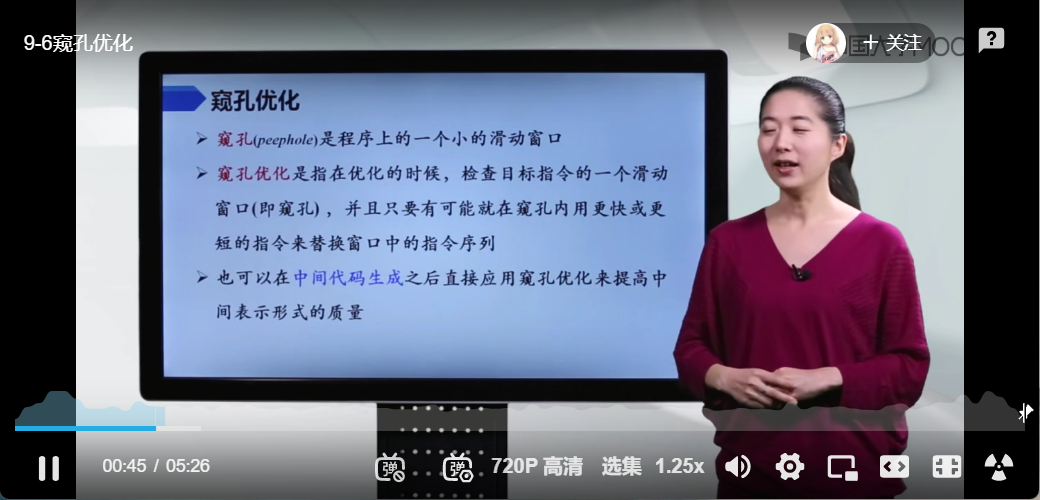 9-6窥孔优化
+ 关注
国大学MOOC
?
窥孔优化
➢ 窥孔(peephole)是程序上的一个小的滑动窗口
➢ 窥孔优化是指在优化的时候，检查目标指令的一个滑动
窗口(即窥孔)，并且只要有可能就在窥孔内用更快或更
短的指令来替换窗口中的指令序列
➢ 也可以在中间代码生成之后直接应用窥孔优化来提高中
间表示形式的质量
00:45 / 05:26
弹
弹
720P 高清
选集
1.25x